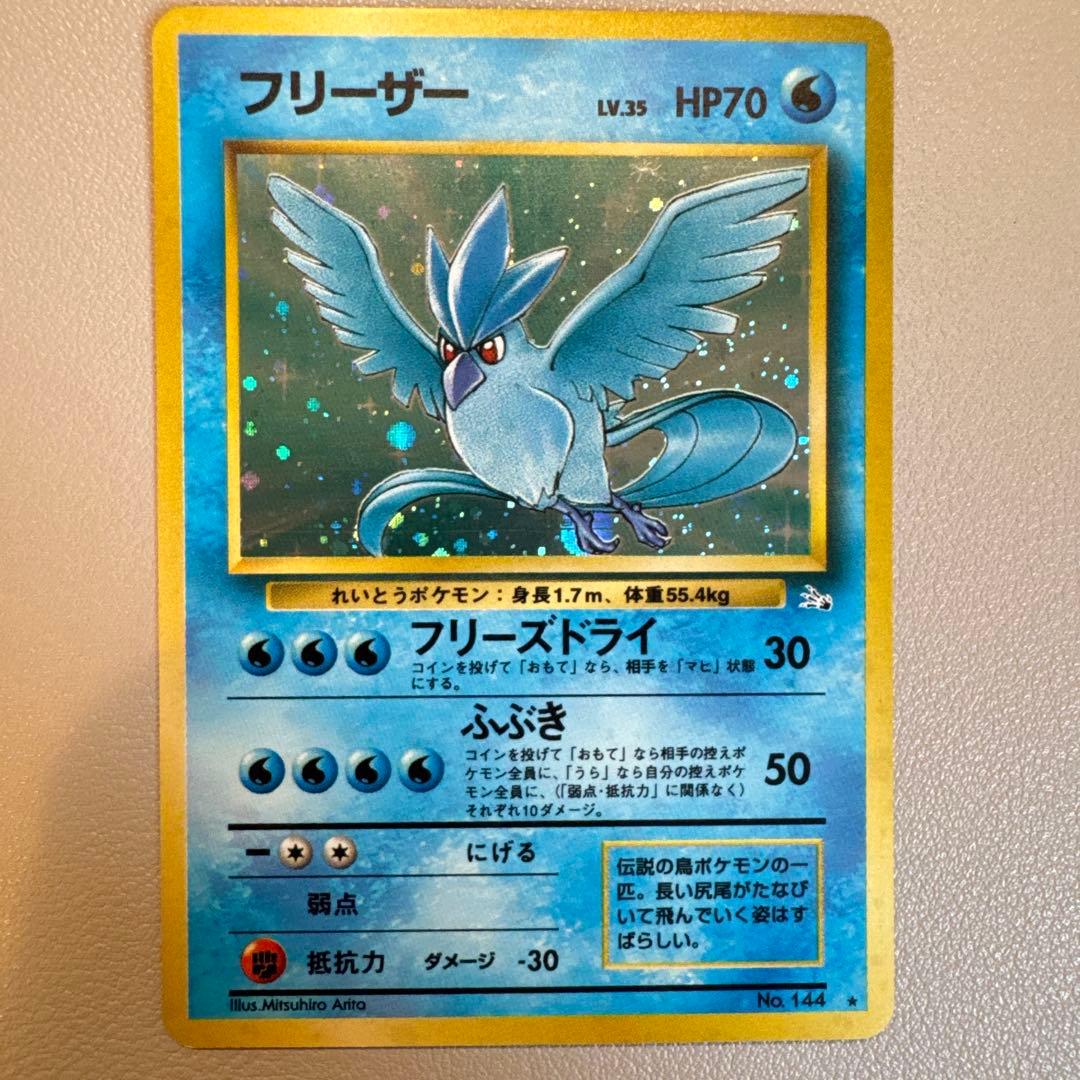 フリーザー LV.35 HP70
れいとうポケモン：身長1.7m、体重55.4kg
フリーズドライ 30
コインを投げて「おもて」なら、相手を「マヒ」状態
にする。
ふぶき 50
コインを投げて「おもて」なら相手の控えポ
ケモン全員に、「うら」なら自分の控えポケ
モン全員に、（「弱点・抵抗力」に関係なく）
それぞれ10ダメージ。
ー にげる
弱点
抵抗力 ダメージ -30
伝説の鳥ポケモンの一
匹。長い尻尾がたなび
いて飛んでいく姿はす
ばらしい。
Illus.Mitsuhiro Arita No. 144 ★